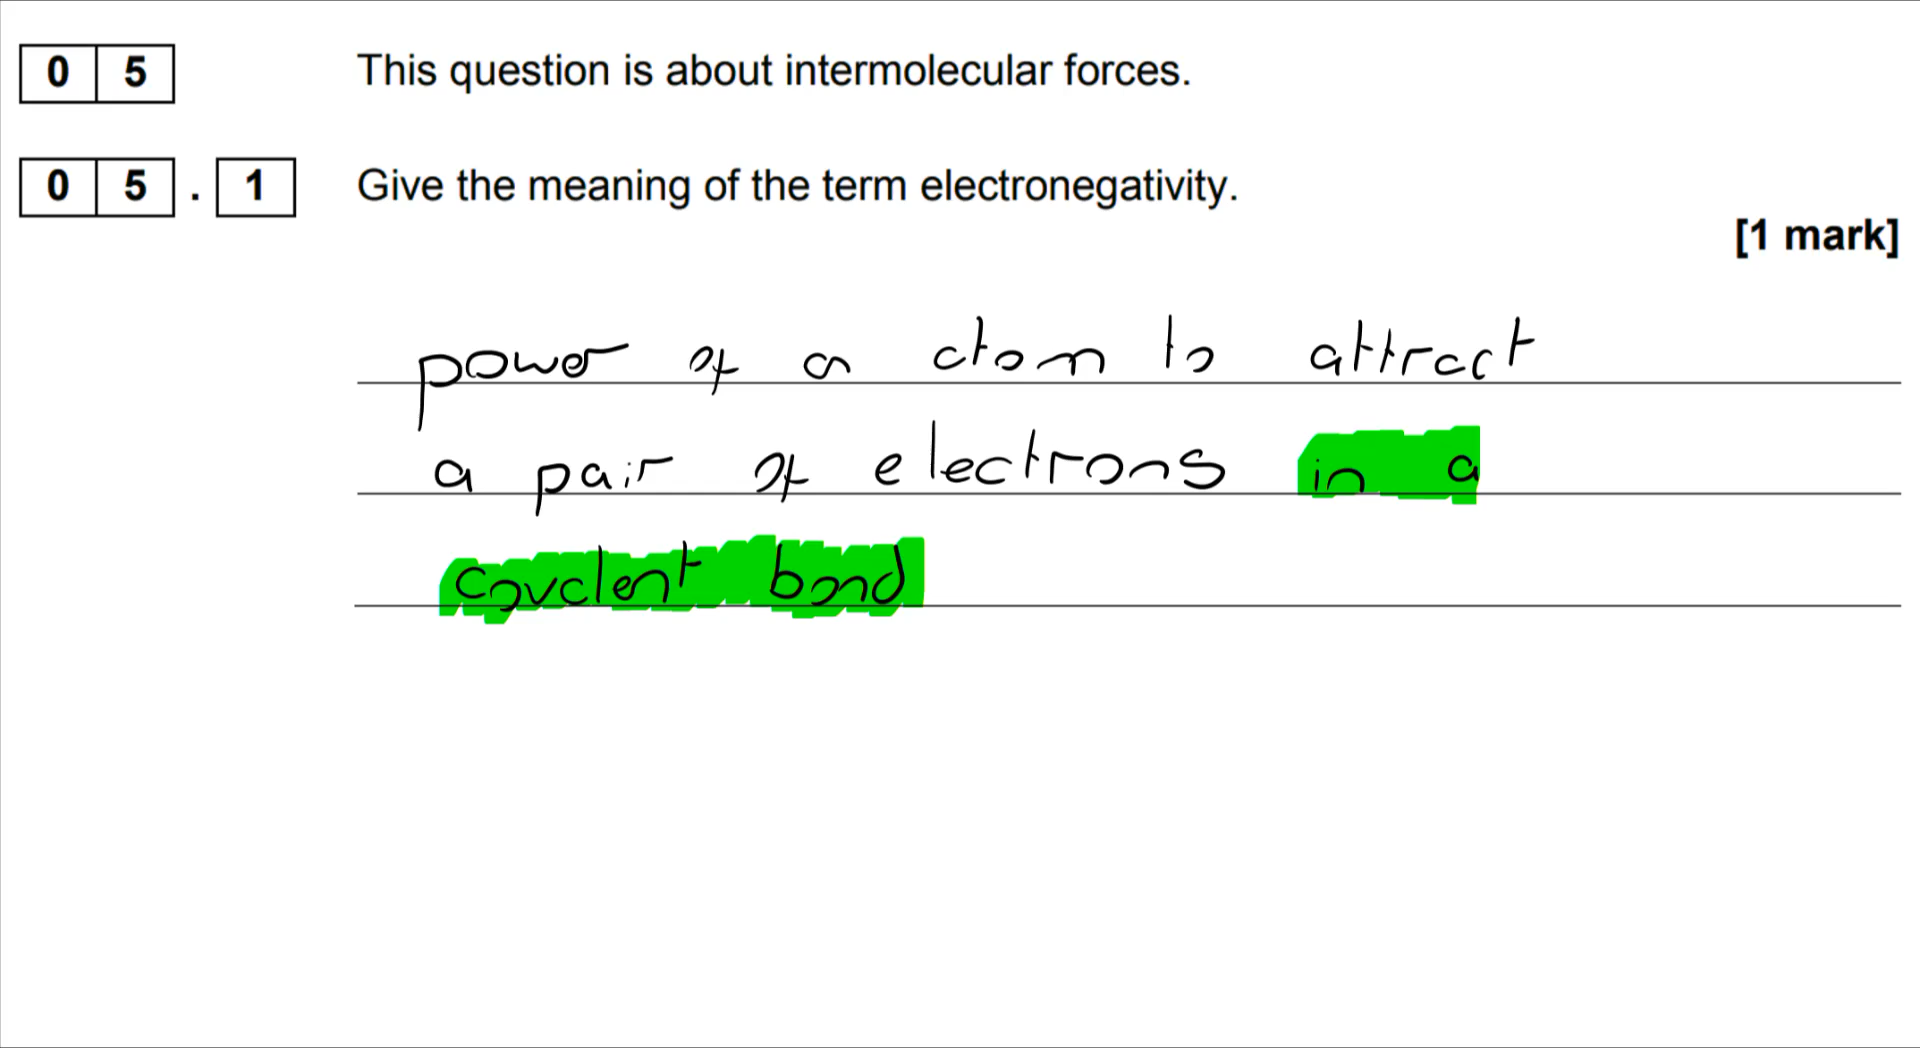 0 5 This question is about intermolecular forces.
0 5 . 1 Give the meaning of the term electronegativity.
[1 mark]
power of a atom to attract
a pair of electrons in a
covalent bond